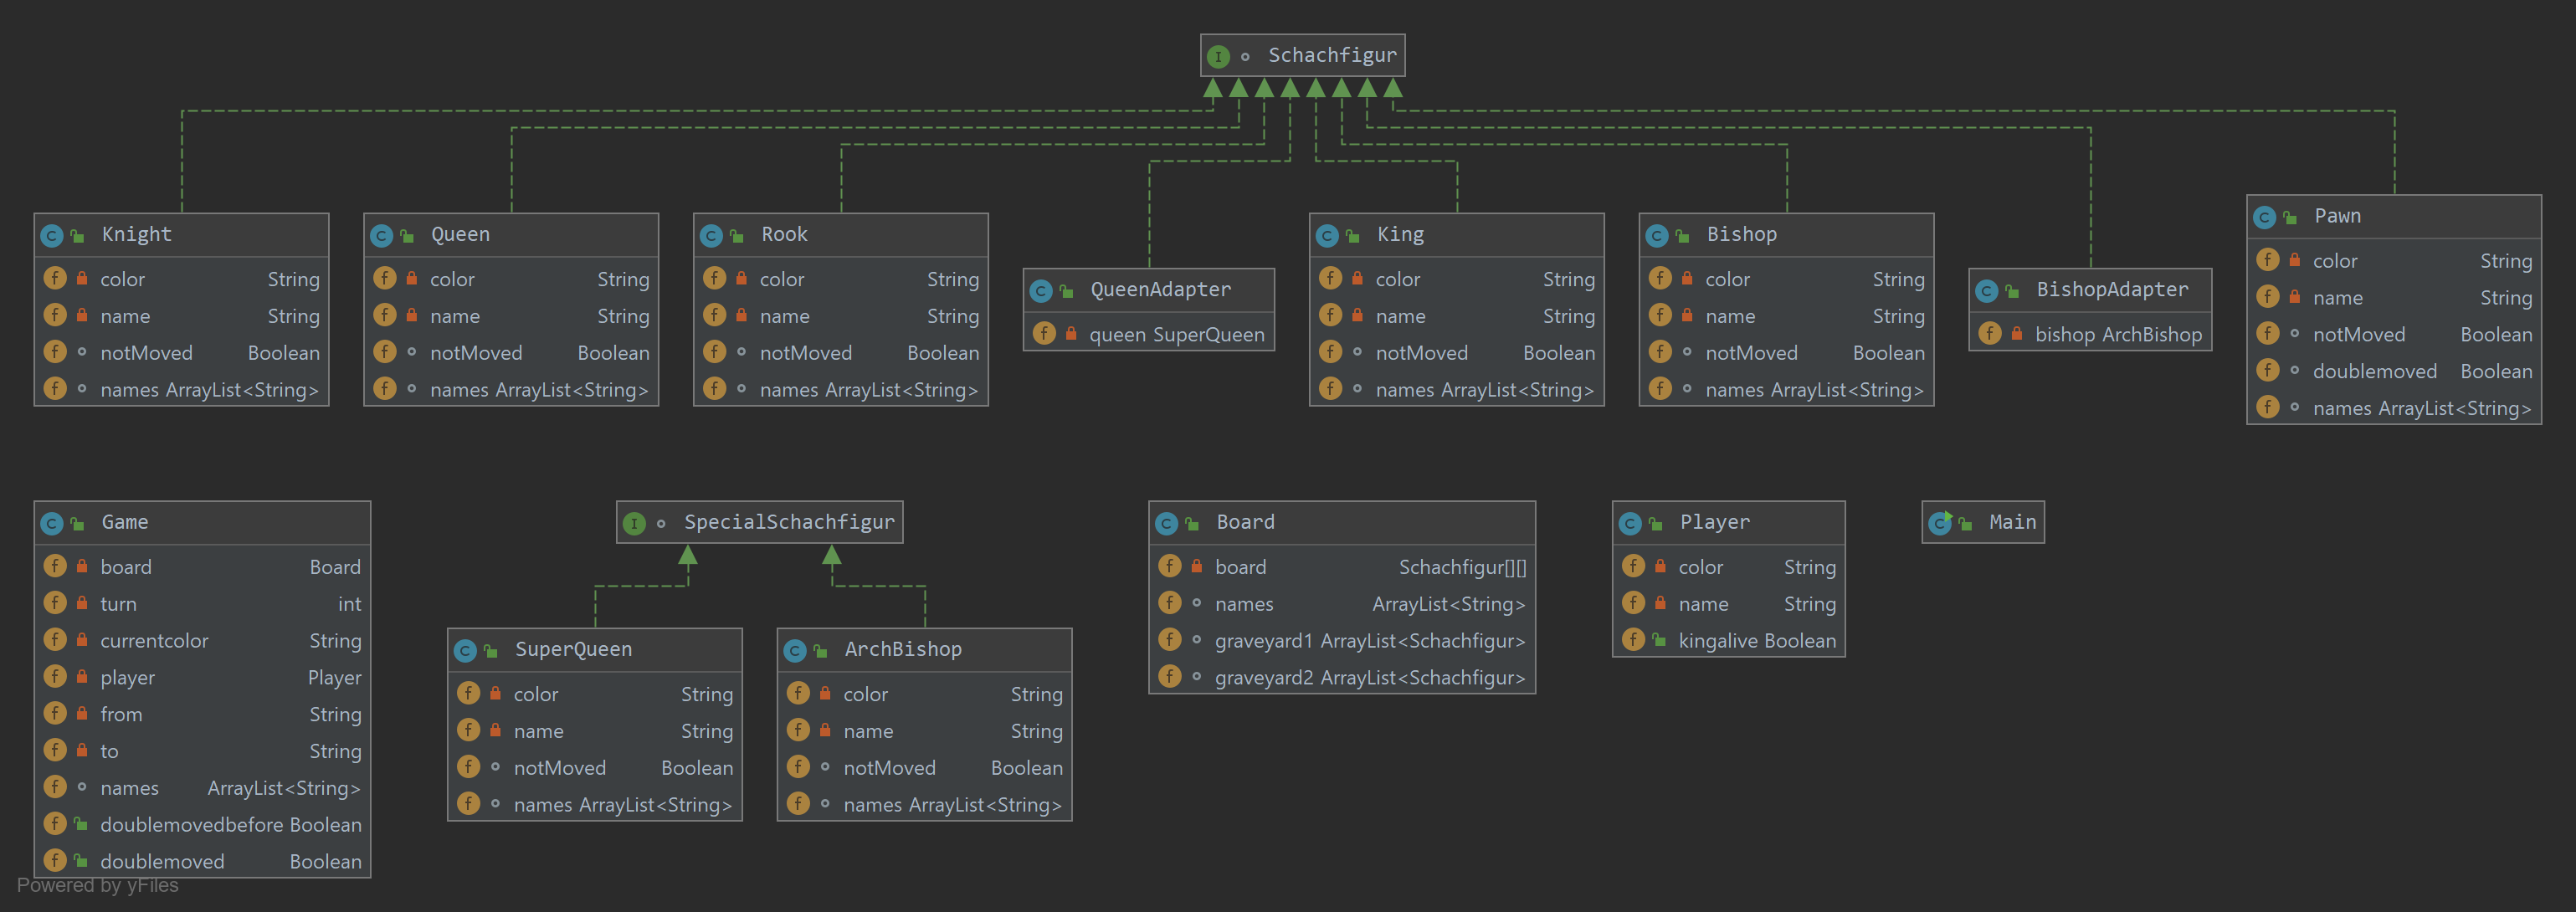 Schachfigur
Knight
color String
name String
notMoved Boolean
names ArrayList<String>
Queen
color String
name String
notMoved Boolean
names ArrayList<String>
Rook
color String
name String
notMoved Boolean
names ArrayList<String>
QueenAdapter
queen SuperQueen
King
color String
name String
notMoved Boolean
names ArrayList<String>
Bishop
color String
name String
notMoved Boolean
names ArrayList<String>
BishopAdapter
bishop ArchBishop
Pawn
color String
name String
notMoved Boolean
doublemoved Boolean
names ArrayList<String>
Game
board Board
turn int
currentcolor String
player Player
from String
to String
names ArrayList<String>
doublemovedbefore Boolean
doublemoved Boolean
SpecialSchachfigur
SuperQueen
color String
name String
notMoved Boolean
names ArrayList<String>
ArchBishop
color String
name String
notMoved Boolean
names ArrayList<String>
Board
board Schachfigur[][]
names ArrayList<String>
graveyard1 ArrayList<Schachfigur>
graveyard2 ArrayList<Schachfigur>
Player
color String
name String
kingalive Boolean
Main
Powered by yFiles